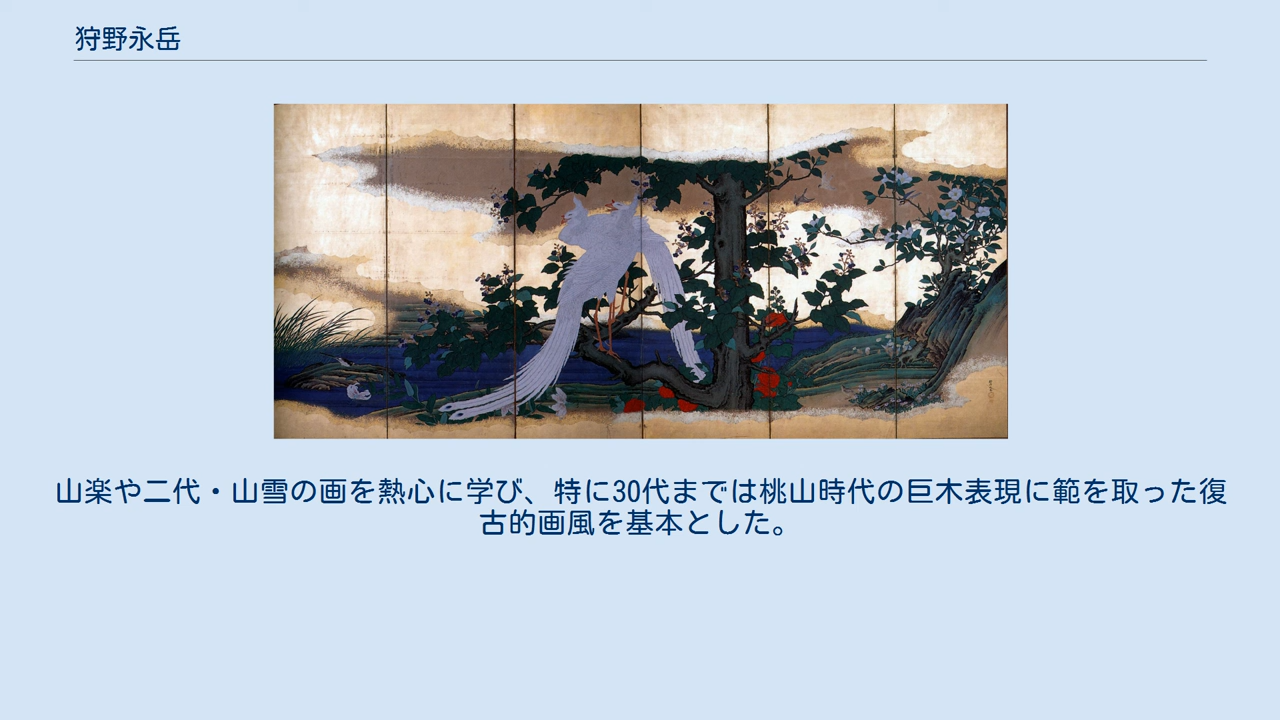 狩野永岳
山楽や二代・山雪の画を熱心に学び、特に30代までは桃山時代の巨木表現に範を取った復
古的画風を基本とした。